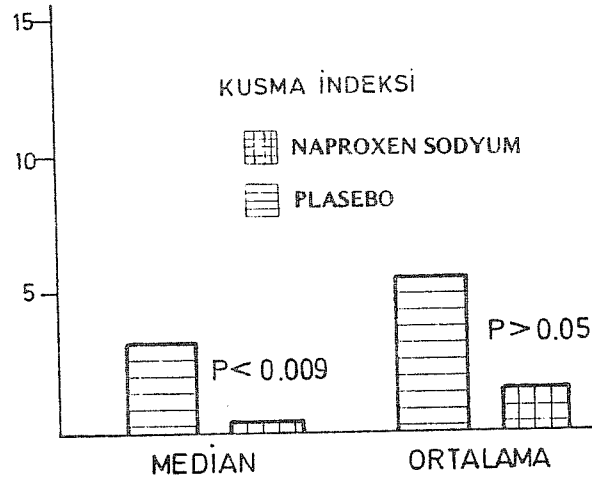 15
KUSMA İNDEKSİ
10
NAPROXEN SODYUM
PLASEBO
5
P< 0.009
P> 0.05
MEDİAN
ORTALAMA